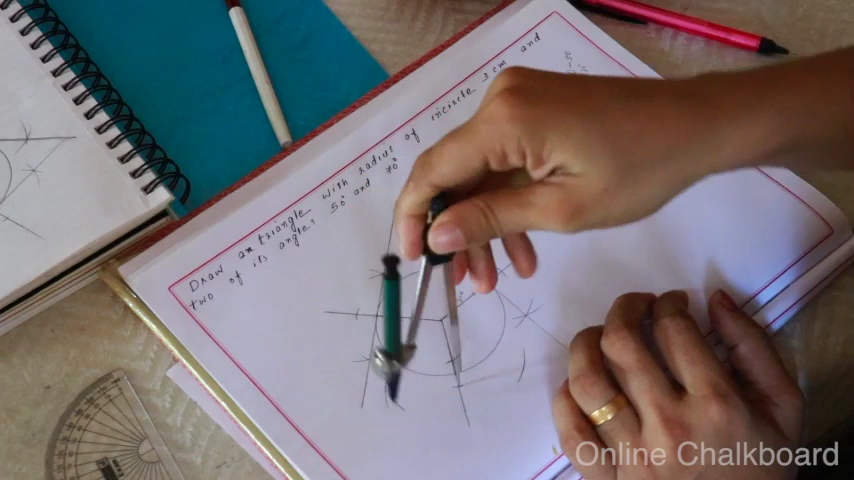 Draw an triangle with radius of incircle 3 cm and
two of its angles 50° and 70°
Online Chalkboard